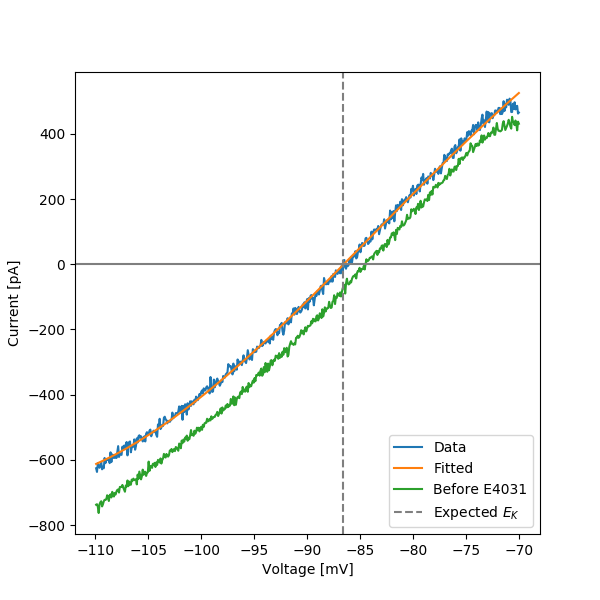 400
200
0
−200
−400
−600
−800
Current [pA]
−110 −105 −100 −95 −90 −85 −80 −75 −70
Voltage [mV]
Data
Fitted
Before E4031
Expected E_K